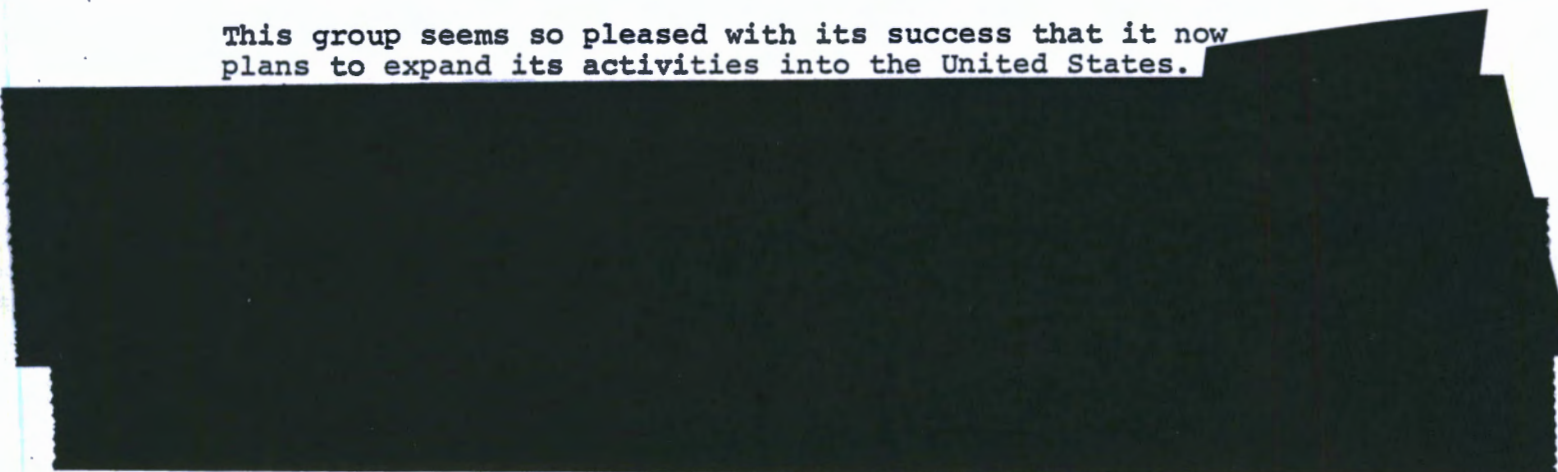 This group seems so pleased with its success that it now
plans to expand its activities into the United States.